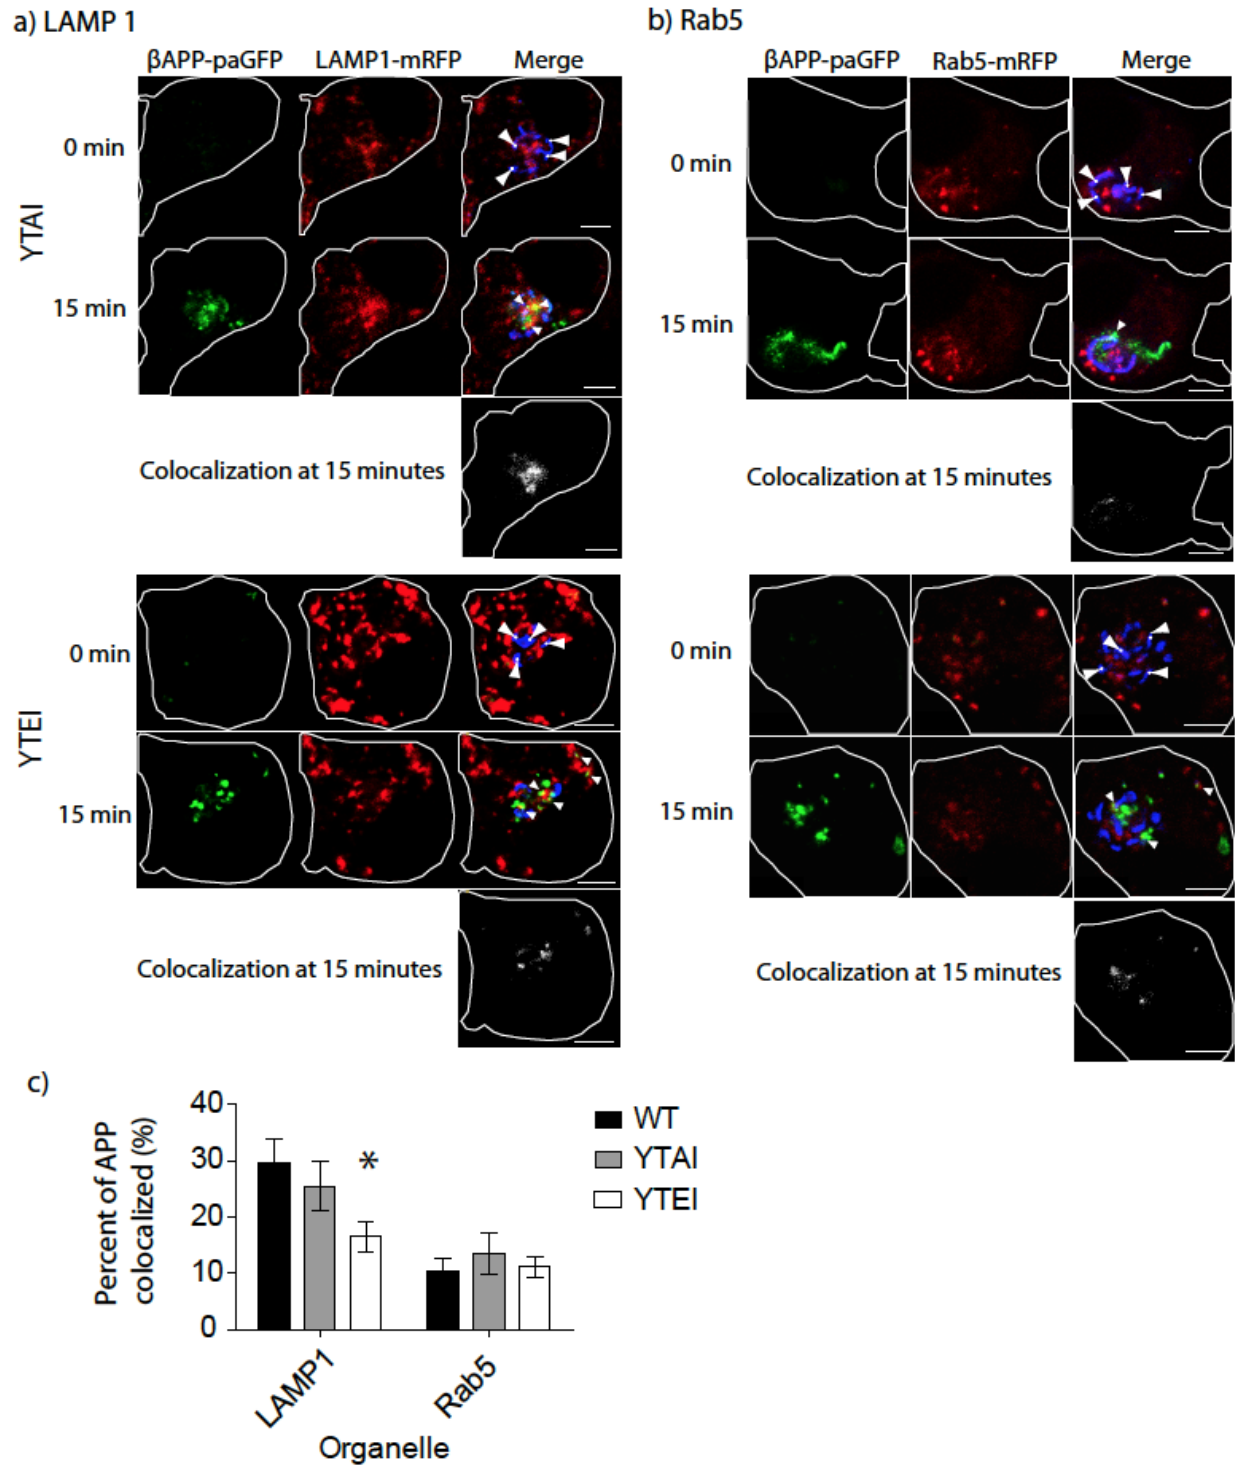 a) LAMP 1
b) Rab5
βAPP-paGFP LAMP1-mRFP Merge
βAPP-paGFP Rab5-mRFP Merge
YTAI
0 min
0 min
15 min
15 min
Colocalization at 15 minutes
Colocalization at 15 minutes
YTEI
0 min
0 min
15 min
15 min
Colocalization at 15 minutes
Colocalization at 15 minutes
c)
Percent of APP
colocalized (%)
40
30
20
10
0
*
WT
YTAI
YTEI
LAMP1
Rab5
Organelle